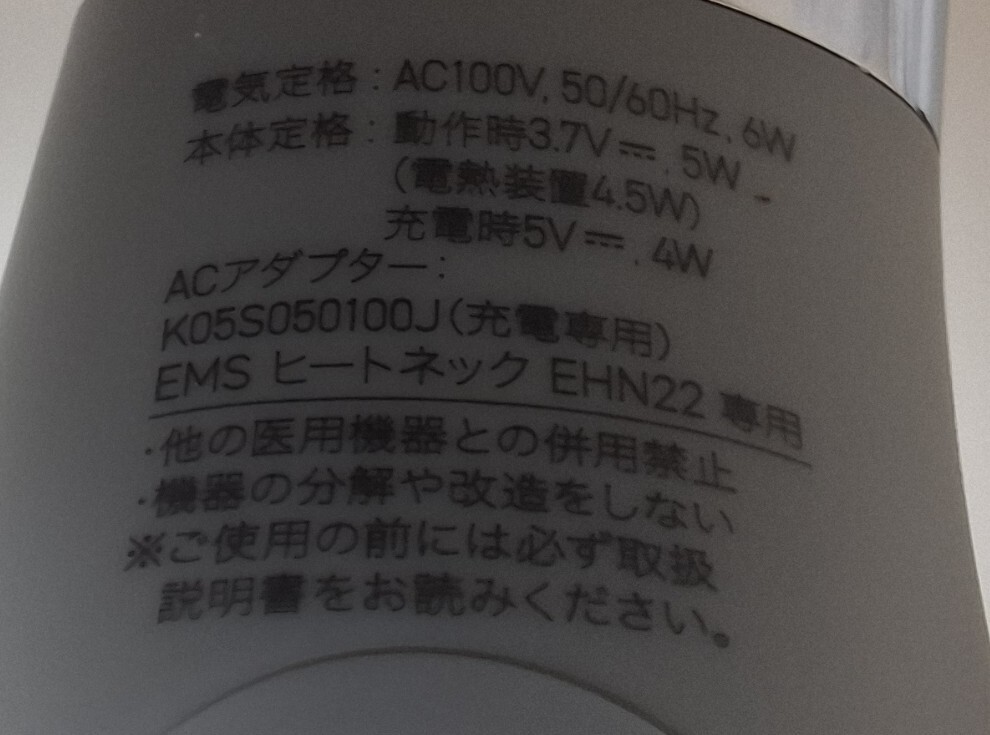 電気定格：AC100V, 50/60Hz, 6W
本体定格：動作時3.7V⎓, 5W
(電熱装置4.5W)
充電時5V⎓, 4W
ACアダプター：
K05S050100J(充電専用)
EMS ヒートネック EHN22 専用
・他の医用機器との併用禁止
・機器の分解や改造をしない
※ご使用の前には必ず取扱
説明書をお読みください。